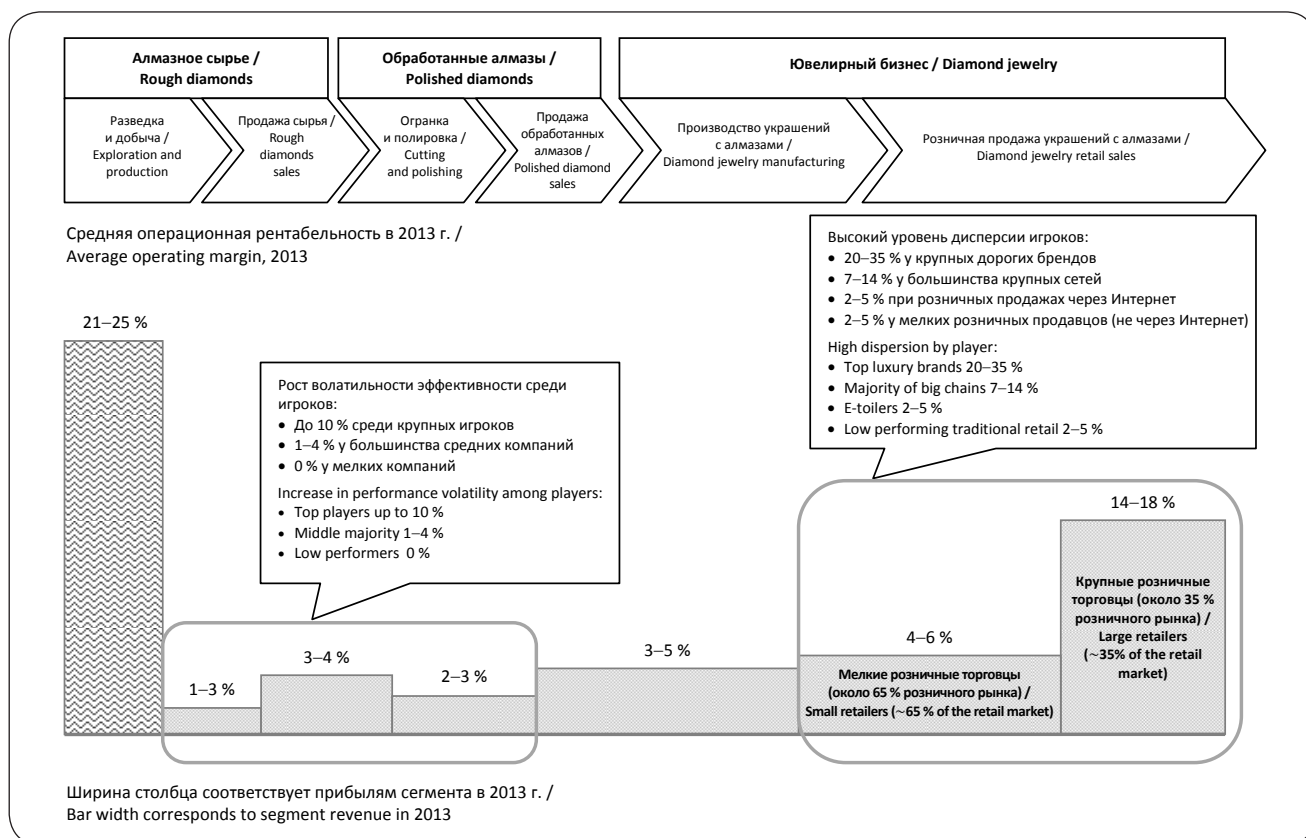 Алмазное сырье /
Rough diamonds
Обработанные алмазы /
Polished diamonds
Ювелирный бизнес / Diamond jewelry
Разведка
и добыча /
Exploration and
production
Продажа сырья /
Rough
diamonds
sales
Огранка
и полировка /
Cutting
and polishing
Продажа
обработанных
алмазов /
Polished diamond
sales
Производство украшений
с алмазами /
Diamond jewelry manufacturing
Розничная продажа украшений с алмазами /
Diamond jewelry retail sales
Средняя операционная рентабельность в 2013 г. /
Average operating margin, 2013
Высокий уровень дисперсии игроков:
• 20–35 % у крупных дорогих брендов
• 7–14 % у большинства крупных сетей
• 2–5 % при розничных продажах через Интернет
• 2–5 % у мелких розничных продавцов (не через Интернет)
High dispersion by player:
• Top luxury brands 20–35 %
• Majority of big chains 7–14 %
• E-toilers 2–5 %
• Low performing traditional retail 2–5 %
21–25 %
Рост волатильности эффективности среди
игроков:
• До 10 % среди крупных игроков
• 1–4 % у большинства средних компаний
• 0 % у мелких компаний
Increase in performance volatility among players:
• Top players up to 10 %
• Middle majority 1–4 %
• Low performers 0 %
1–3 %
3–4 %
2–3 %
3–5 %
4–6 %
Мелкие розничные торговцы
(около 65 % розничного рынка) /
Small retailers (~65 % of the retail market)
14–18 %
Крупные розничные
торговцы (около 35 %
розничного рынка) /
Large retailers
(~35% of the retail
market)
Ширина столбца соответствует прибылям сегмента в 2013 г. /
Bar width corresponds to segment revenue in 2013